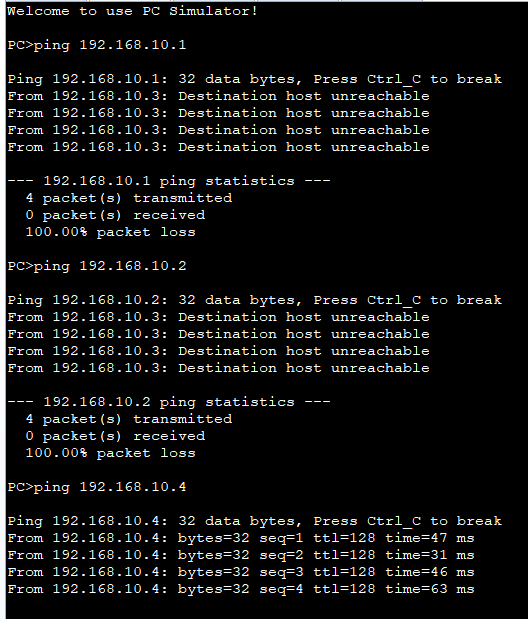 Welcome to use PC Simulator!
PC>ping 192.168.10.1
Ping 192.168.10.1: 32 data bytes, Press Ctrl_C to break
From 192.168.10.3: Destination host unreachable
From 192.168.10.3: Destination host unreachable
From 192.168.10.3: Destination host unreachable
From 192.168.10.3: Destination host unreachable
--- 192.168.10.1 ping statistics ---
4 packet(s) transmitted
0 packet(s) received
100.00% packet loss
PC>ping 192.168.10.2
Ping 192.168.10.2: 32 data bytes, Press Ctrl_C to break
From 192.168.10.3: Destination host unreachable
From 192.168.10.3: Destination host unreachable
From 192.168.10.3: Destination host unreachable
From 192.168.10.3: Destination host unreachable
--- 192.168.10.2 ping statistics ---
4 packet(s) transmitted
0 packet(s) received
100.00% packet loss
PC>ping 192.168.10.4
Ping 192.168.10.4: 32 data bytes, Press Ctrl_C to break
From 192.168.10.4: bytes=32 seq=1 ttl=128 time=47 ms
From 192.168.10.4: bytes=32 seq=2 ttl=128 time=31 ms
From 192.168.10.4: bytes=32 seq=3 ttl=128 time=46 ms
From 192.168.10.4: bytes=32 seq=4 ttl=128 time=63 ms